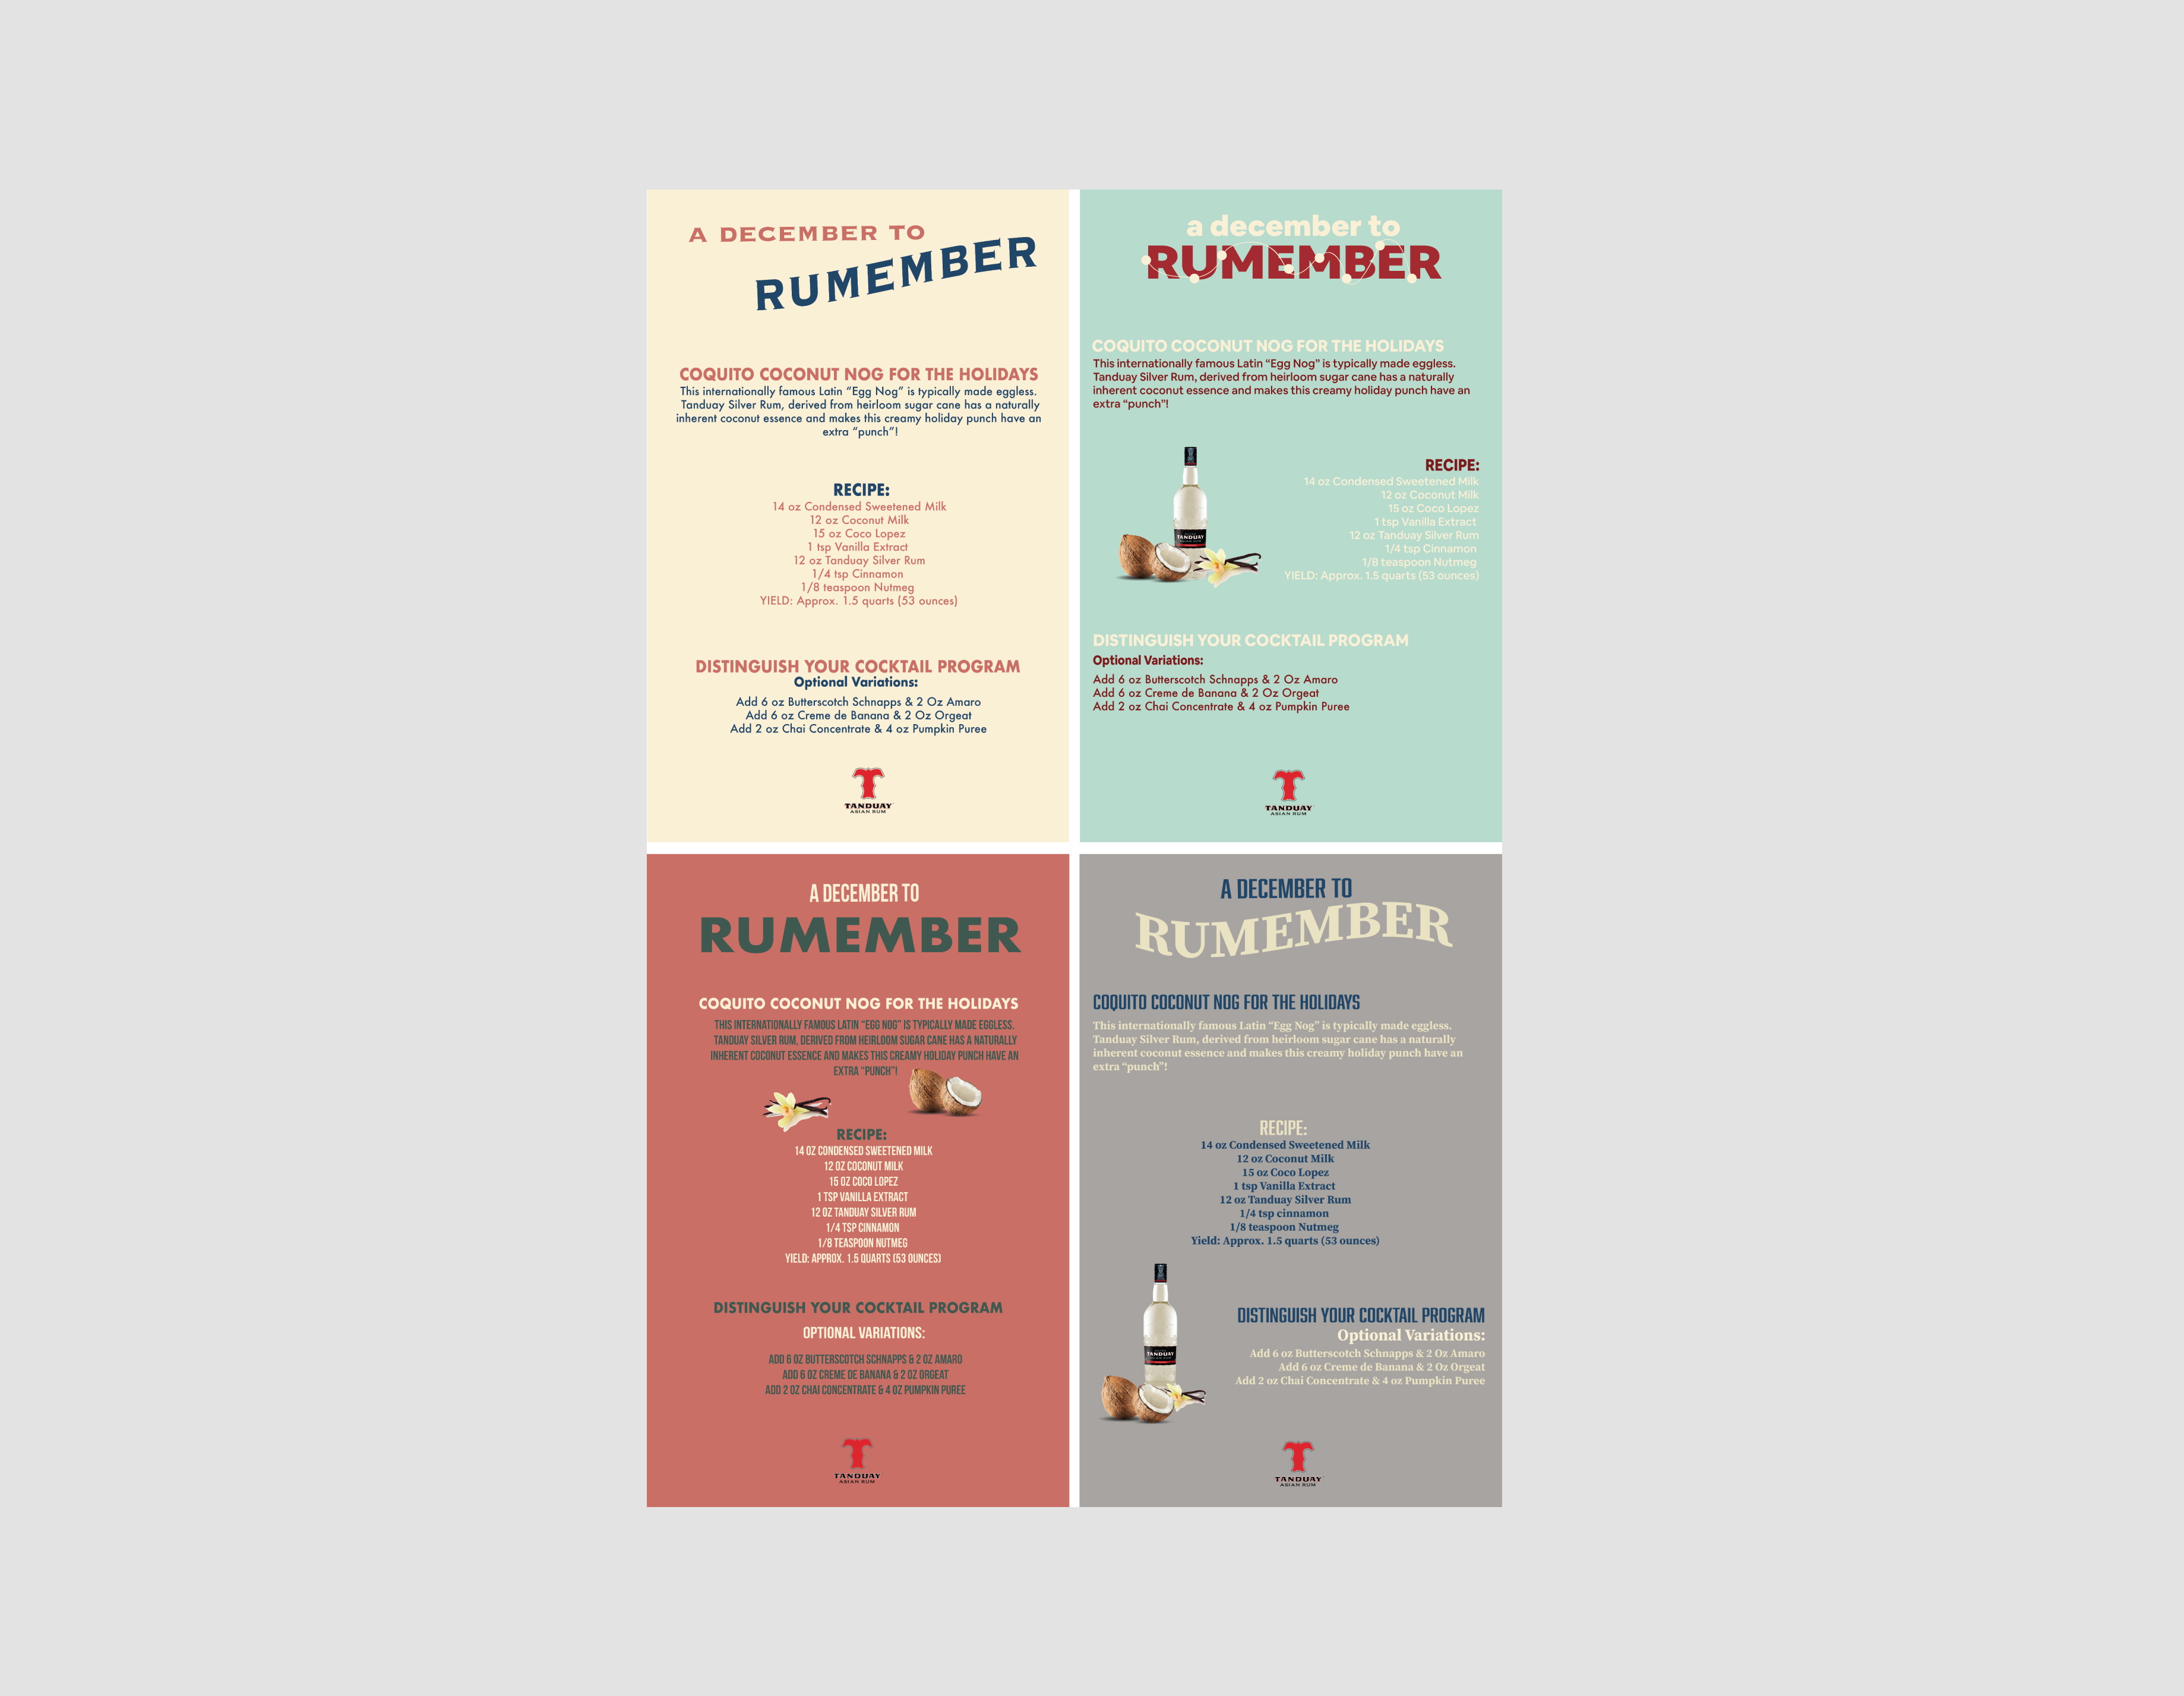 A DECEMBER TO
RUMEMBER
COQUITO COCONUT NOG FOR THE HOLIDAYS
This internationally famous Latin “Egg Nog” is typically made eggless.
Tanduay Silver Rum, derived from heirloom sugar cane has a naturally
inherent coconut essence and makes this creamy holiday punch have an
extra “punch”!
RECIPE:
14 oz Condensed Sweetened Milk
12 oz Coconut Milk
15 oz Coco Lopez
1 tsp Vanilla Extract
12 oz Tanduay Silver Rum
1/4 tsp Cinnamon
1/8 teaspoon Nutmeg
YIELD: Approx. 1.5 quarts (53 ounces)
DISTINGUISH YOUR COCKTAIL PROGRAM
Optional Variations:
Add 6 oz Butterscotch Schnapps & 2 Oz Amaro
Add 6 oz Creme de Banana & 2 Oz Orgeat
Add 2 oz Chai Concentrate & 4 oz Pumpkin Puree
TANDUAY
ASIAN RUM
a december to
RUMEMBER
COQUITO COCONUT NOG FOR THE HOLIDAYS
This internationally famous Latin “Egg Nog” is typically made eggless.
Tanduay Silver Rum, derived from heirloom sugar cane has a naturally
inherent coconut essence and makes this creamy holiday punch have an
extra “punch”!
TANDUAY
RECIPE:
14 oz Condensed Sweetened Milk
12 oz Coconut Milk
15 oz Coco Lopez
1 tsp Vanilla Extract
12 oz Tanduay Silver Rum
1/4 tsp Cinnamon
1/8 teaspoon Nutmeg
YIELD: Approx. 1.5 quarts (53 ounces)
DISTINGUISH YOUR COCKTAIL PROGRAM
Optional Variations:
Add 6 oz Butterscotch Schnapps & 2 Oz Amaro
Add 6 oz Creme de Banana & 2 Oz Orgeat
Add 2 oz Chai Concentrate & 4 oz Pumpkin Puree
TANDUAY
ASIAN RUM
A DECEMBER TO
RUMEMBER
COQUITO COCONUT NOG FOR THE HOLIDAYS
THIS INTERNATIONALLY FAMOUS LATIN “EGG NOG” IS TYPICALLY MADE EGGLESS.
TANDUAY SILVER RUM, DERIVED FROM HEIRLOOM SUGAR CANE HAS A NATURALLY
INHERENT COCONUT ESSENCE AND MAKES THIS CREAMY HOLIDAY PUNCH HAVE AN
EXTRA “PUNCH”!
RECIPE:
14 OZ CONDENSED SWEETENED MILK
12 OZ COCONUT MILK
15 OZ COCO LOPEZ
1 TSP VANILLA EXTRACT
12 OZ TANDUAY SILVER RUM
1/4 TSP CINNAMON
1/8 TEASPOON NUTMEG
YIELD: APPROX. 1.5 QUARTS (53 OUNCES)
DISTINGUISH YOUR COCKTAIL PROGRAM
OPTIONAL VARIATIONS:
ADD 6 OZ BUTTERSCOTCH SCHNAPPS & 2 OZ AMARO
ADD 6 OZ CREME DE BANANA & 2 OZ ORGEAT
ADD 2 OZ CHAI CONCENTRATE & 4 OZ PUMPKIN PUREE
TANDUAY
ASIAN RUM
A DECEMBER TO
RUMEMBER
COQUITO COCONUT NOG FOR THE HOLIDAYS
This internationally famous Latin “Egg Nog” is typically made eggless.
Tanduay Silver Rum, derived from heirloom sugar cane has a naturally
inherent coconut essence and makes this creamy holiday punch have an
extra “punch”!
RECIPE:
14 oz Condensed Sweetened Milk
12 oz Coconut Milk
15 oz Coco Lopez
1 tsp Vanilla Extract
12 oz Tanduay Silver Rum
1/4 tsp cinnamon
1/8 teaspoon Nutmeg
Yield: Approx. 1.5 quarts (53 ounces)
TANDUAY
DISTINGUISH YOUR COCKTAIL PROGRAM
Optional Variations:
Add 6 oz Butterscotch Schnapps & 2 Oz Amaro
Add 6 oz Creme de Banana & 2 Oz Orgeat
Add 2 oz Chai Concentrate & 4 oz Pumpkin Puree
TANDUAY
ASIAN RUM